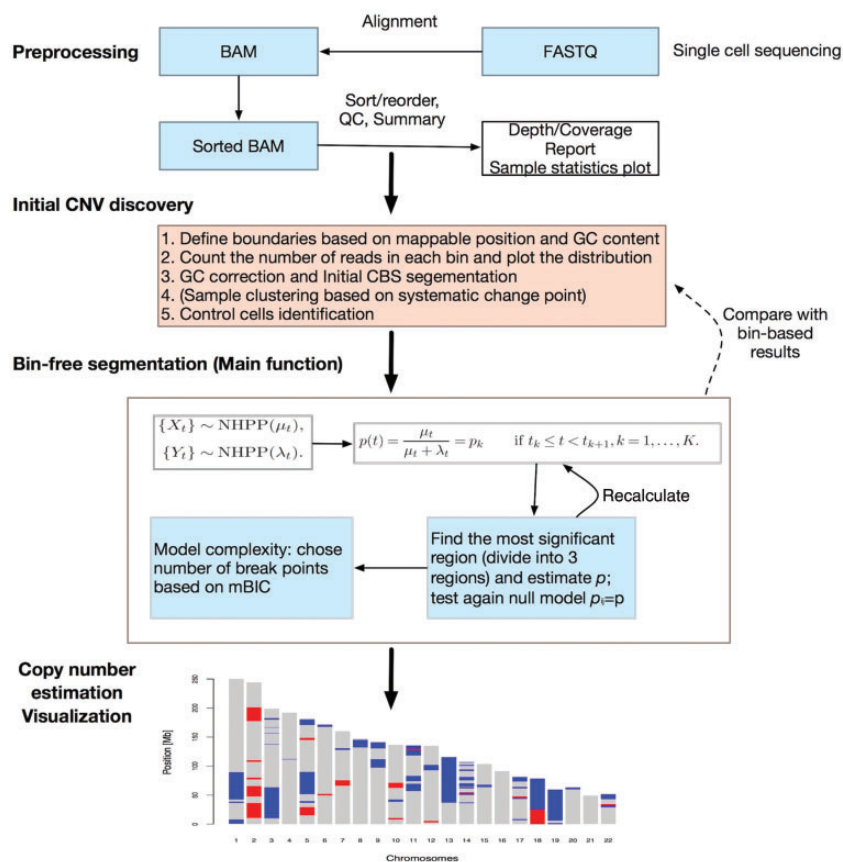 Alignment
Preprocessing
BAM
FASTQ
Single cell sequencing
Sort/reorder,
QC, Summary
Sorted BAM
Depth/Coverage
Report
Sample statistics plot
Initial CNV discovery
1. Define boundaries based on mappable position and GC content
2. Count the number of reads in each bin and plot the distribution
3. GC correction and Initial CBS segementation
4. (Sample clustering based on systematic change point)
5. Control cells identification
Compare with
bin-based
results
Bin-free segmentation (Main function)
{X_t} ∼ NHPP(μ_t),
{Y_t} ∼ NHPP(λ_t).
p(t) = μ_t / (μ_t + λ_t) = p_k if t_k ≤ t < t_{k+1}, k = 1, . . . , K.
Recalculate
Model complexity: chose
number of break points
based on mBIC
Find the most significant
region (divide into 3
regions) and estimate p;
test again null model p_i=p
Copy number
estimation
Visualization
Position [Mb]
250
200
150
100
50
0
1 2 3 4 5 6 7 8 9 10 11 12 13 14 15 16 17 18 19 20 21 22
Chromosomes